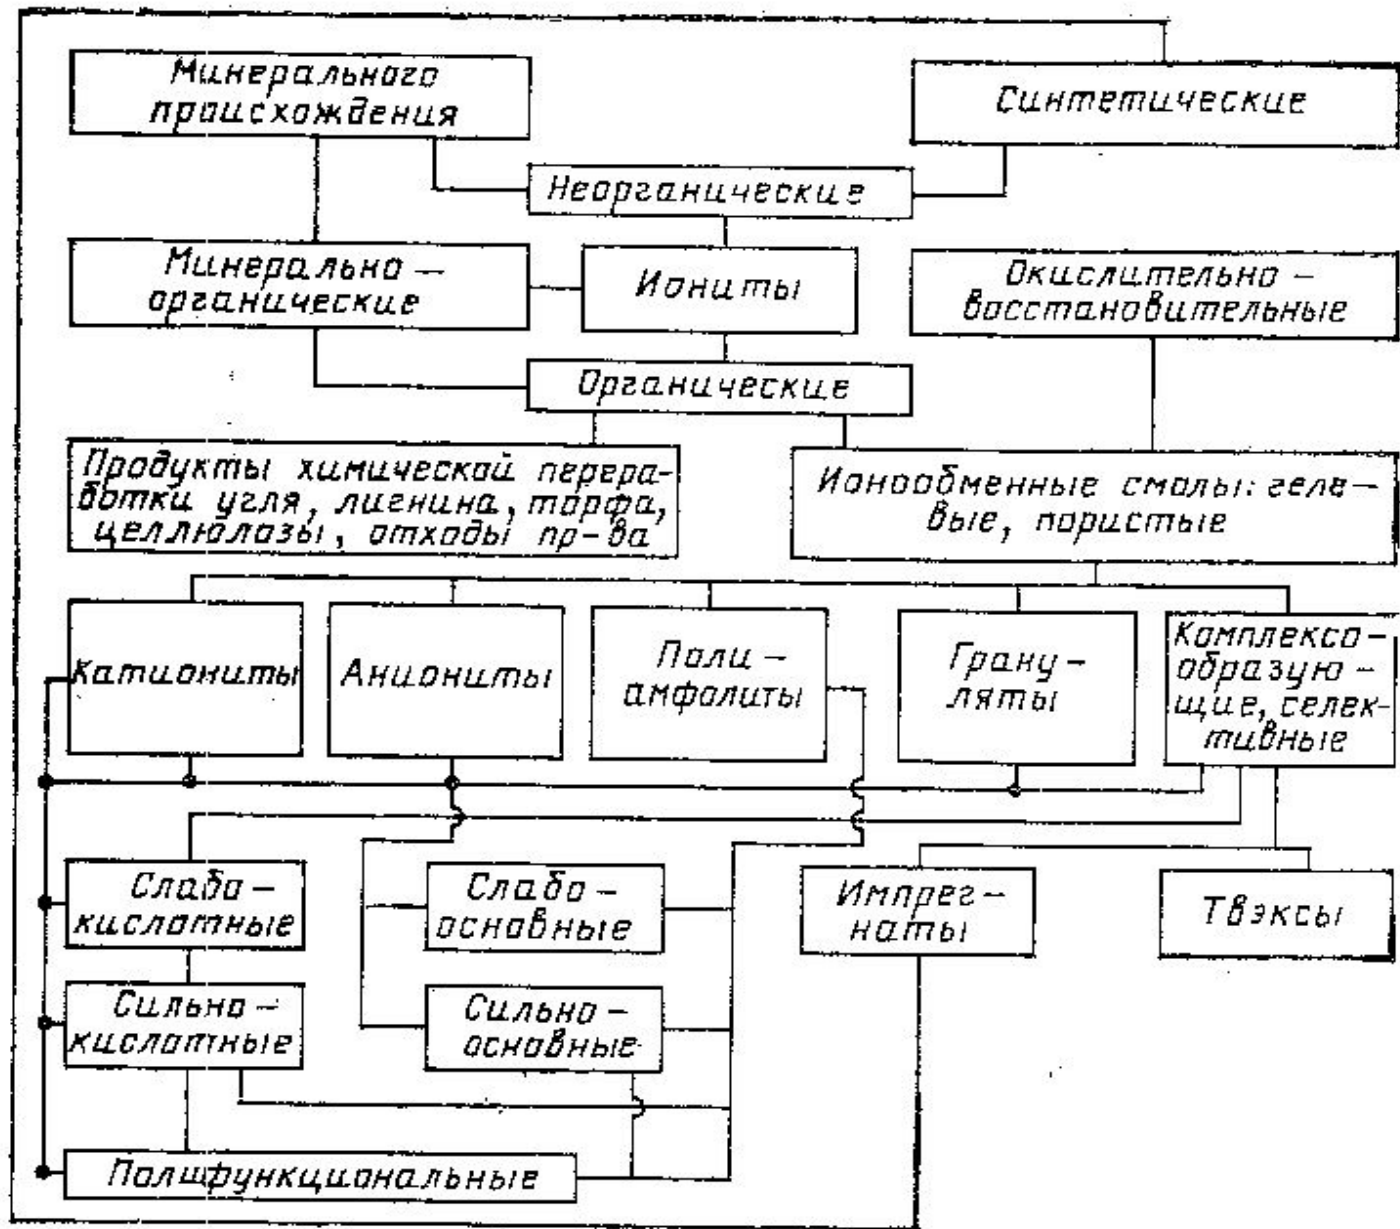 Минерального
происхождения
Синтетические
Неорганические
Минерально-
органические
Иониты
Окислительно-
восстановительные
Органические
Продукты химической перера-
ботки угля, лигнина, торфа,
целлюлозы, отходы пр-ва
Ионообменные смолы: геле-
вые, пористые
Катиониты
Аниониты
Поли-
амфолиты
Грану-
ляты
Комплексо-
образую-
щие, селек-
тивные
Слабо-
кислотные
Слабо-
основные
Импрег-
наты
ТВЭКСы
Сильно-
кислотные
Сильно-
основные
Полифункциональные